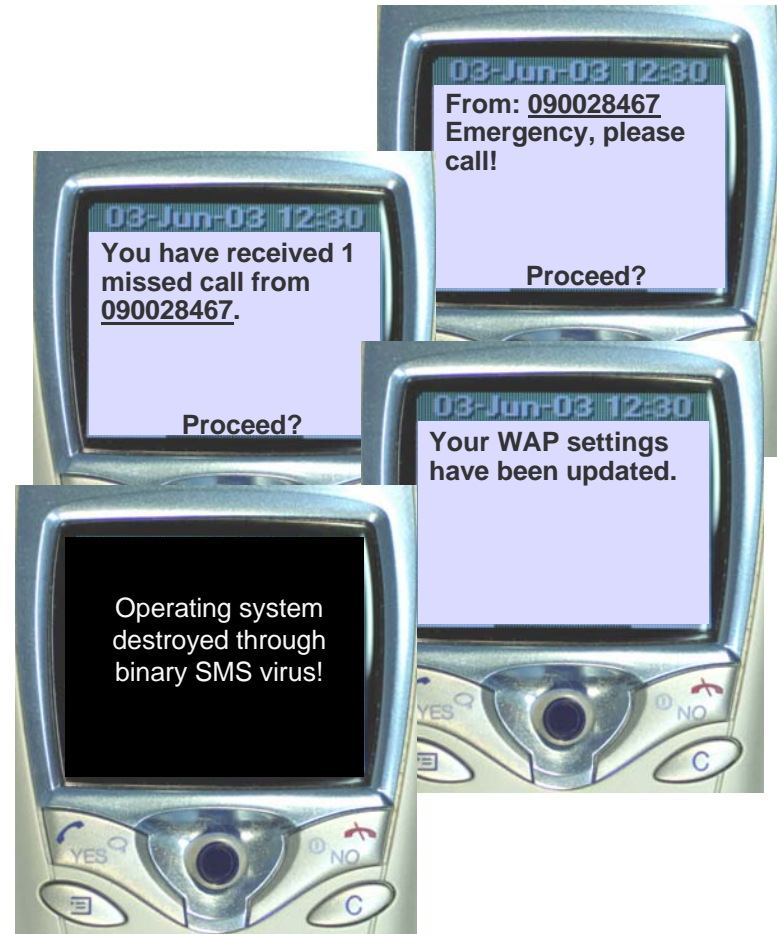 03-Jun-03 12:30
From: 090028467
Emergency, please
call!
Proceed?
03-Jun-03 12:30
You have received 1
missed call from
090028467.
Proceed?
03-Jun-03 12:30
Your WAP settings
have been updated.
YES
NO
C
Operating system
destroyed through
binary SMS virus!
YES
NO
C